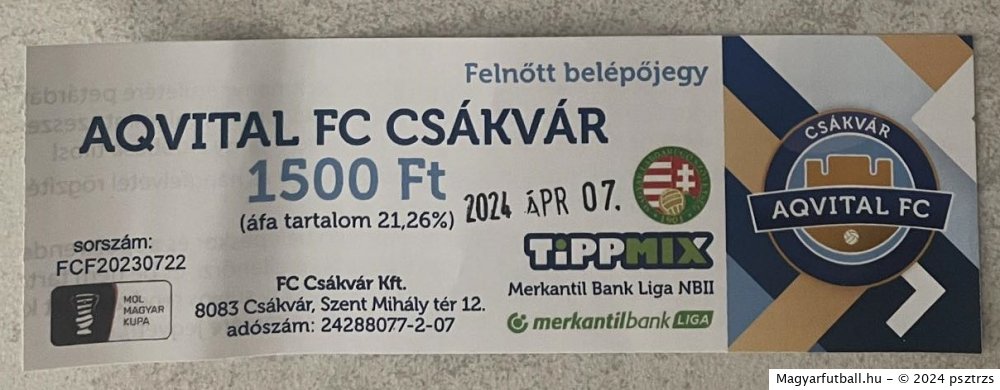 Felnőtt belépőjegy
AQVITAL FC CSÁKVÁR
1500 Ft
(áfa tartalom 21,26%)
2024 ÁPR 07.
sorszám:
FCF20230722
MOL
MAGYAR
KUPA
FC Csákvár Kft.
8083 Csákvár, Szent Mihály tér 12.
adószám: 24288077-2-07
TiPPMIX
Merkantil Bank Liga NBII
merkantilbank LIGA
CSÁKVÁR
AQVITAL FC
Magyarfutball.hu - © 2024 psztrzs